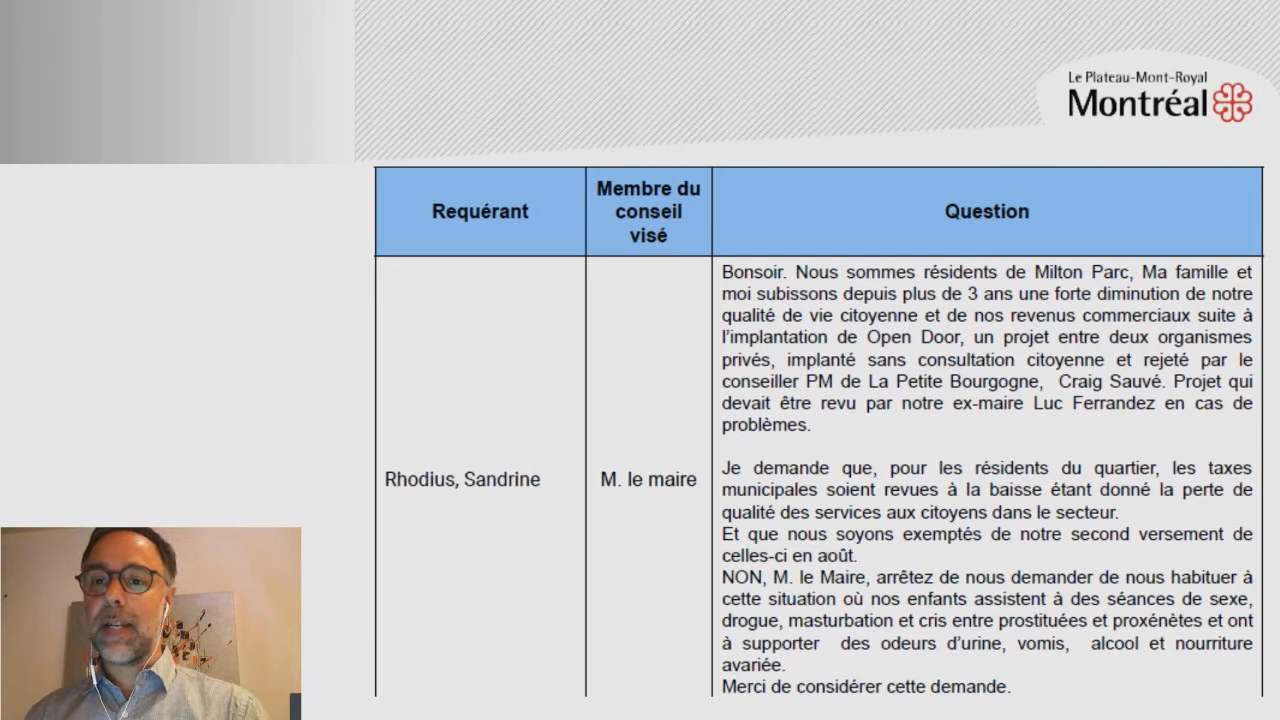 Le Plateau-Mont-Royal
Montréal
Requérant
Membre du
conseil
visé
Question
Rhodius, Sandrine
M. le maire
Bonsoir. Nous sommes résidents de Milton Parc, Ma famille et
moi subissons depuis plus de 3 ans une forte diminution de notre
qualité de vie citoyenne et de nos revenus commerciaux suite à
l'implantation de Open Door, un projet entre deux organismes
privés, implanté sans consultation citoyenne et rejeté par le
conseiller PM de La Petite Bourgogne, Craig Sauvé. Projet qui
devait être revu par notre ex-maire Luc Ferrandez en cas de
problèmes.
Je demande que, pour les résidents du quartier, les taxes
municipales soient revues à la baisse étant donné la perte de
qualité des services aux citoyens dans le secteur.
Et que nous soyons exemptés de notre second versement de
celles-ci en août.
NON, M. le Maire, arrêtez de nous demander de nous habituer à
cette situation où nos enfants assistent à des séances de sexe,
drogue, masturbation et cris entre prostituées et proxénètes et ont
à supporter des odeurs d'urine, vomis, alcool et nourriture
avariée.
Merci de considérer cette demande.